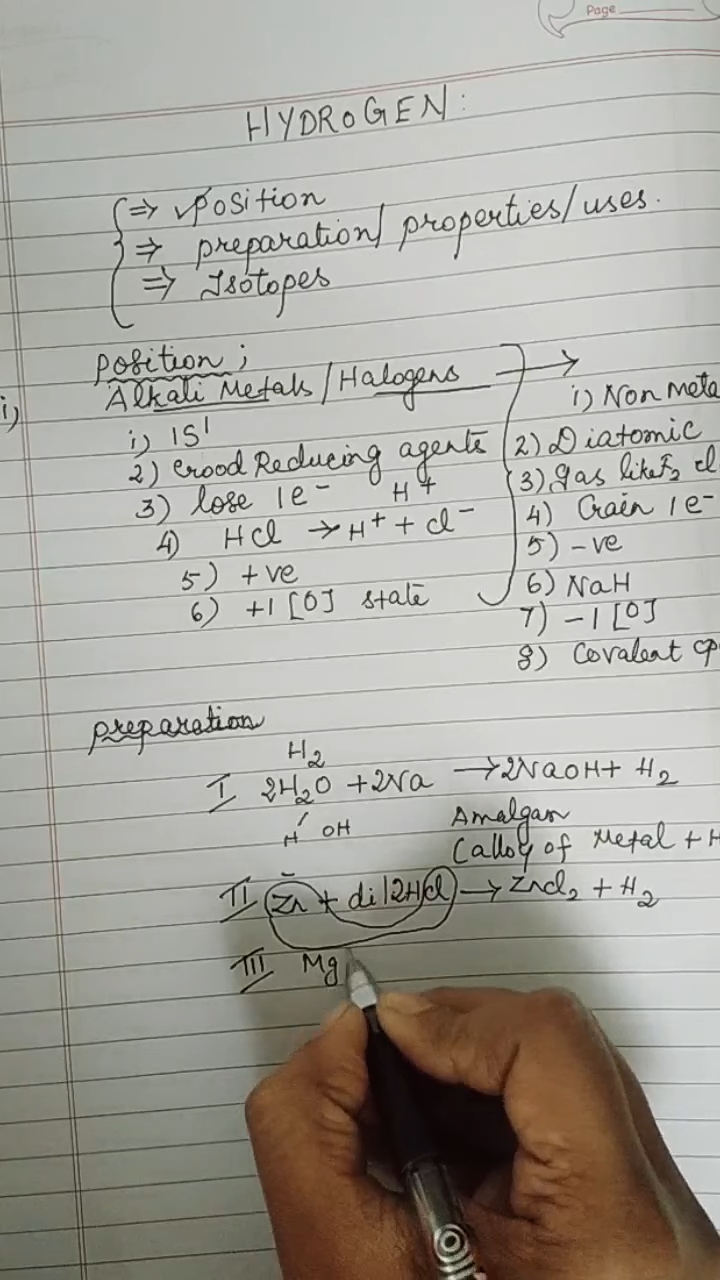 Page
HYDROGEN:
⇒ ✓Position
⇒ preparation/properties/uses.
⇒ Isotopes
position ;
i) Alkali Metals / Halogens →
i) 1S¹
2) Good Reducing agents
3) lose 1e⁻ H⁺
4) HCl → H⁺ + cl⁻
5) +ve
6) +1 [O] state
i) Non Meta
2) Diatomic
3) gas like F₂ cl
4) Gain 1e⁻
5) -ve
6) NaH
7) -1 [O]
8) Covalent cp
preparation
H₂
I 2H₂O + 2Na → 2NaOH + H₂
H OH
Amalgam
(alloy of Metal + H
II Zn + dil 2HCl → Zncl₂ + H₂
III Mg